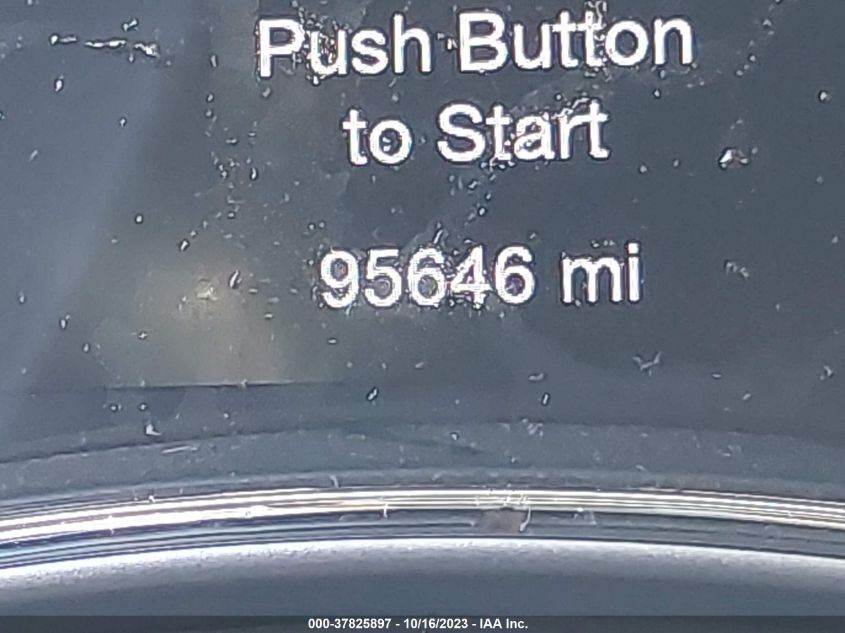 Push Button
to Start
95646 mi
000-37825897 - 10/16/2023 - IAA Inc.